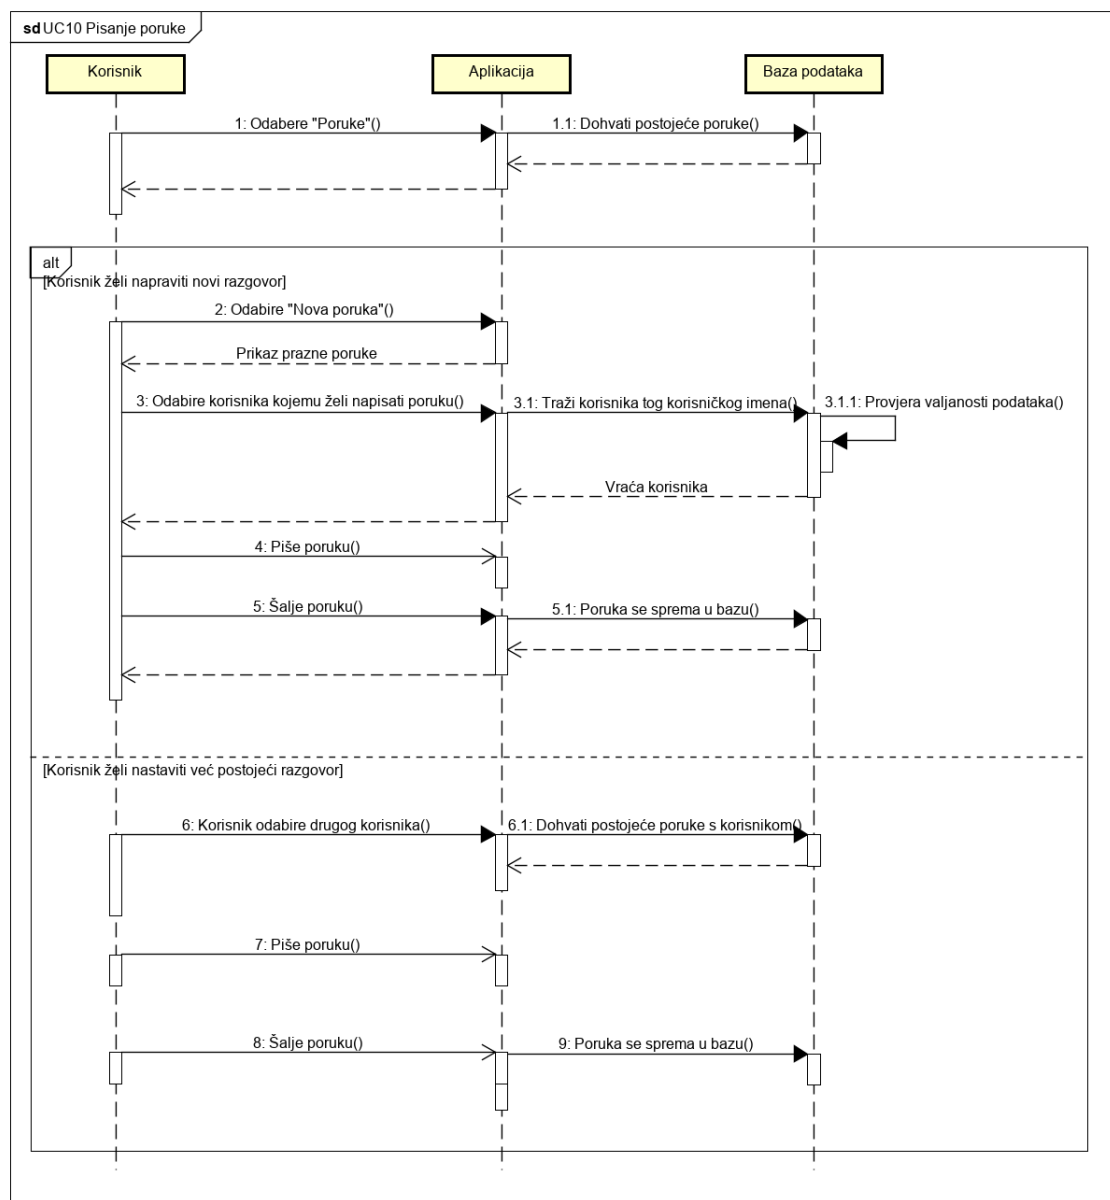 sd UC10 Pisanje poruke
Korisnik
Aplikacija
Baza podataka
1: Odabere "Poruke"()
1.1: Dohvati postojeće poruke()
alt
[Korisnik želi napraviti novi razgovor]
2: Odabire "Nova poruka"()
Prikaz prazne poruke
3: Odabire korisnika kojemu želi napisati poruku()
3.1: Traži korisnika tog korisničkog imena()
3.1.1: Provjera valjanosti podataka()
Vraća korisnika
4: Piše poruku()
5: Šalje poruku()
5.1: Poruka se sprema u bazu()
[Korisnik želi nastaviti već postojeći razgovor]
6: Korisnik odabire drugog korisnika()
6.1: Dohvati postojeće poruke s korisnikom()
7: Piše poruku()
8: Šalje poruku()
9: Poruka se sprema u bazu()